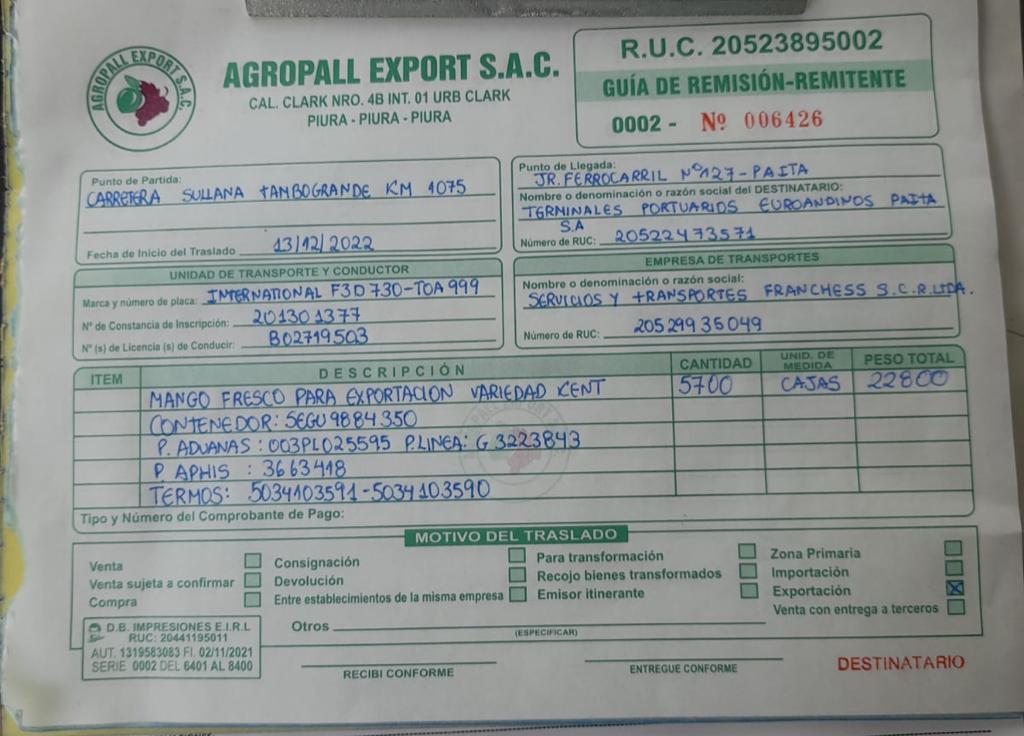 AGROPALL EXPORT S.A.C.
AGROPALL EXPORT S.A.C.
CAL. CLARK NRO. 4B INT. 01 URB CLARK
PIURA - PIURA - PIURA
R.U.C. 20523895002
GUÍA DE REMISIÓN-REMITENTE
0002 - Nº 006426
Punto de Partida:
CARRETERA SULLANA TAMBOGRANDE KM 1075
Fecha de Inicio del Traslado 13/12/2022
Punto de Llegada:
JR. FERROCARRIL Nº127-PAITA
Nombre o denominación o razón social del DESTINATARIO:
TERMINALES PORTUARIOS EUROANDINOS PAITA
S.A
Número de RUC: 20522473571
UNIDAD DE TRANSPORTE Y CONDUCTOR
Marca y número de placa: INTERNATIONAL F3D 730-TOA 999
Nº de Constancia de Inscripción: 201301377
Nº (s) de Licencia (s) de Conducir: B02719503
EMPRESA DE TRANSPORTES
Nombre o denominación o razón social:
SERVICIOS Y TRANSPORTES FRANCHESS S.C.R.LTDA.
Número de RUC: 20529935049
ITEM DESCRIPCIÓN CANTIDAD UNID. DE MEDIDA PESO TOTAL
MANGO FRESCO PARA EXPORTACION VARIEDAD KENT 5700 CAJAS 22800
CONTENEDOR: SEGU 9884350
P. ADUANAS : 003PL025595 P.LINEA: G 3223843
P APHIS : 3663418
TERMOS: 5034103591-5034103590
Tipo y Número del Comprobante de Pago:
MOTIVO DEL TRASLADO
Venta
Venta sujeta a confirmar
Compra
Consignación
Devolución
Entre establecimientos de la misma empresa
Para transformación
Recojo bienes transformados
Emisor itinerante
Zona Primaria
Importación
Exportación X
Venta con entrega a terceros
Otros
(ESPECIFICAR)
D.B. IMPRESIONES E.I.R.L
RUC: 20441195011
AUT. 1319583083 FI. 02/11/2021
SERIE 0002 DEL 6401 AL 8400
RECIBI CONFORME
ENTREGUE CONFORME
DESTINATARIO